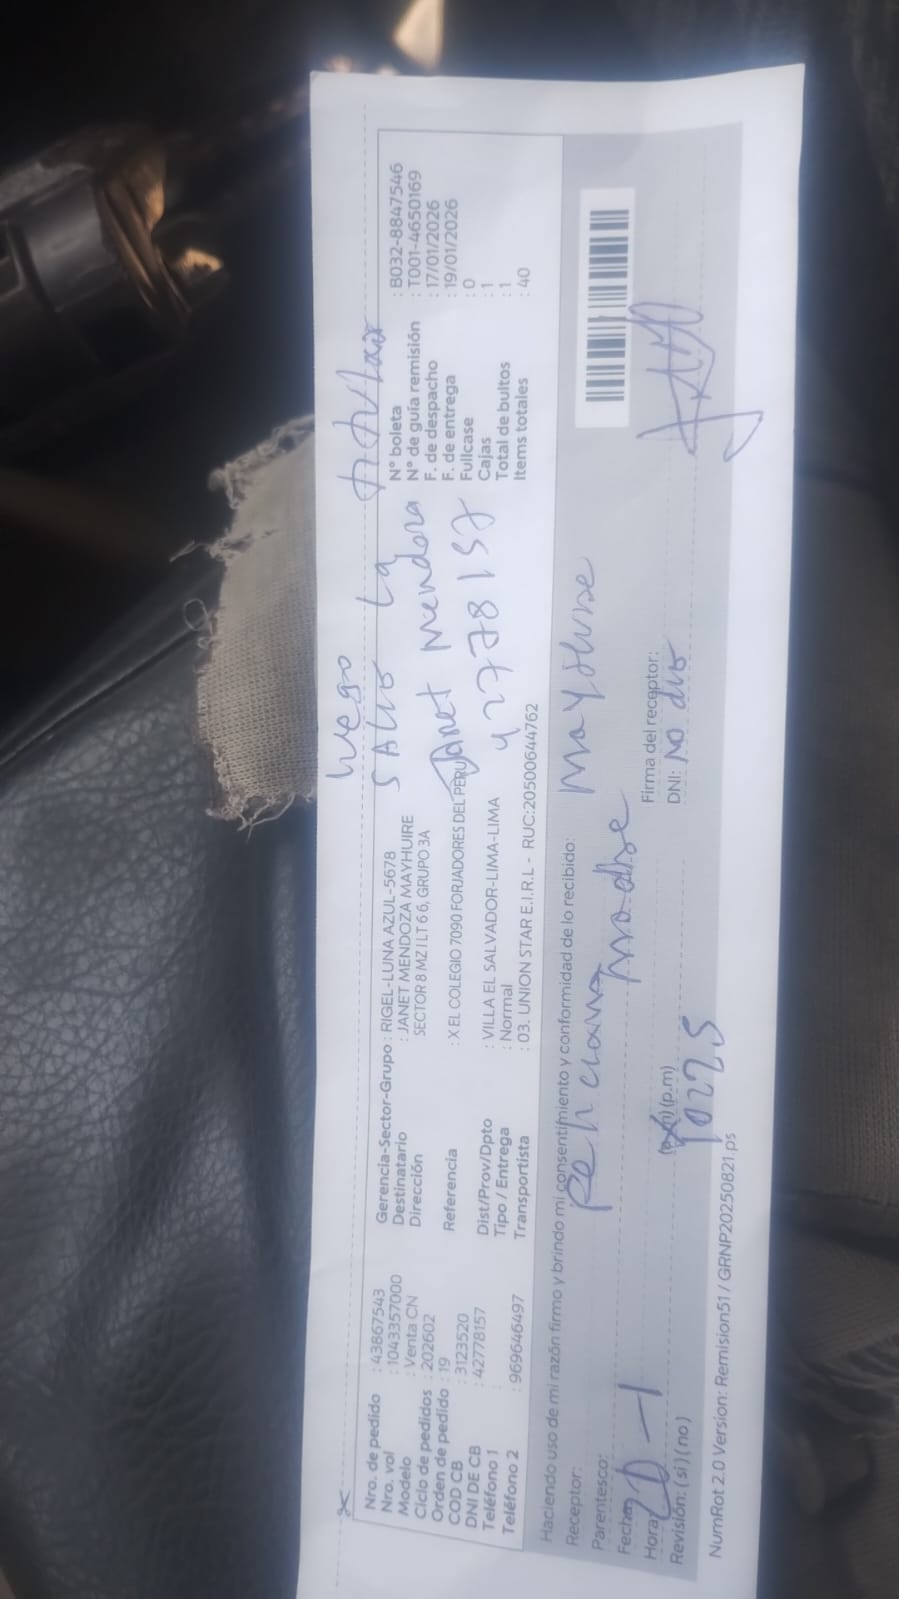 luego
salió la titular
Janet Mendoza
42778157
Nro. de pedido : 43867543
Nro. vol : 1043357000
Modelo : Venta CN
Ciclo de pedidos : 202602
Orden de pedido : 19
COD CB : 3123520
DNI DE CB : 42778157
Teléfono 1 :
Teléfono 2 : 969646497
Gerencia-Sector-Grupo : RIGEL-LUNA AZUL-5678
Destinatario : JANET MENDOZA MAYHUIRE
Dirección : SECTOR 8 MZ I LT 6 6, GRUPO 3A
Referencia : X EL COLEGIO 7090 FORJADORES DEL PERU
Dist/Prov/Dpto : VILLA EL SALVADOR-LIMA-LIMA
Tipo / Entrega : Normal
Transportista : 03. UNION STAR E.I.R.L - RUC:20500644762
N° boleta : B032-8847546
N° de guía remisión : T001-4650169
F. de despacho : 17/01/2026
F. de entrega : 19/01/2026
Fullcase : 0
Cajas : 1
Total de bultos : 1
Items totales : 40
Haciendo uso de mi razón firmo y brindo mi consentimiento y conformidad de lo recibido:
Receptor:
Parentesco: madre
Fecha: 20-1
Hora: (p.m)
Revisión: (si) (no)
Firma del receptor:
DNI: NO dio
NumRot 2.0 Version: Remision51 / GRNP20250821.ps